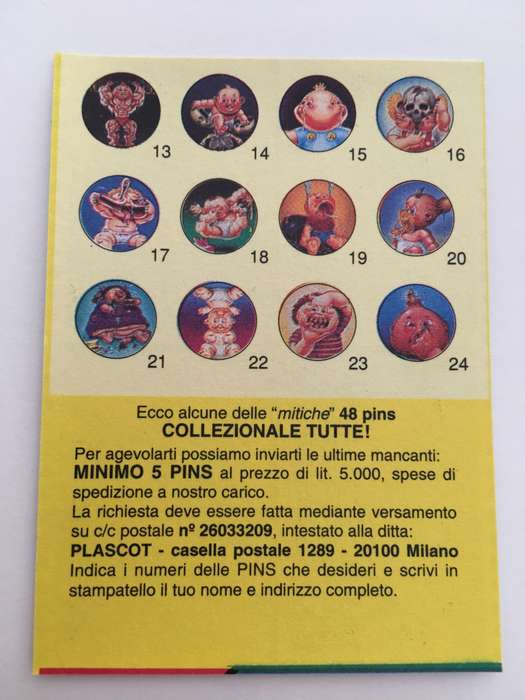 13 14 15 16
17 18 19 20
21 22 23 24
Ecco alcune delle “mitiche” 48 pins
COLLEZIONALE TUTTE!
Per agevolarti possiamo inviarti le ultime mancanti:
MINIMO 5 PINS al prezzo di lit. 5.000, spese di
spedizione a nostro carico.
La richiesta deve essere fatta mediante versamento
su c/c postale nº 26033209, intestato alla ditta:
PLASCOT - casella postale 1289 - 20100 Milano
Indica i numeri delle PINS che desideri e scrivi in
stampatello il tuo nome e indirizzo completo.